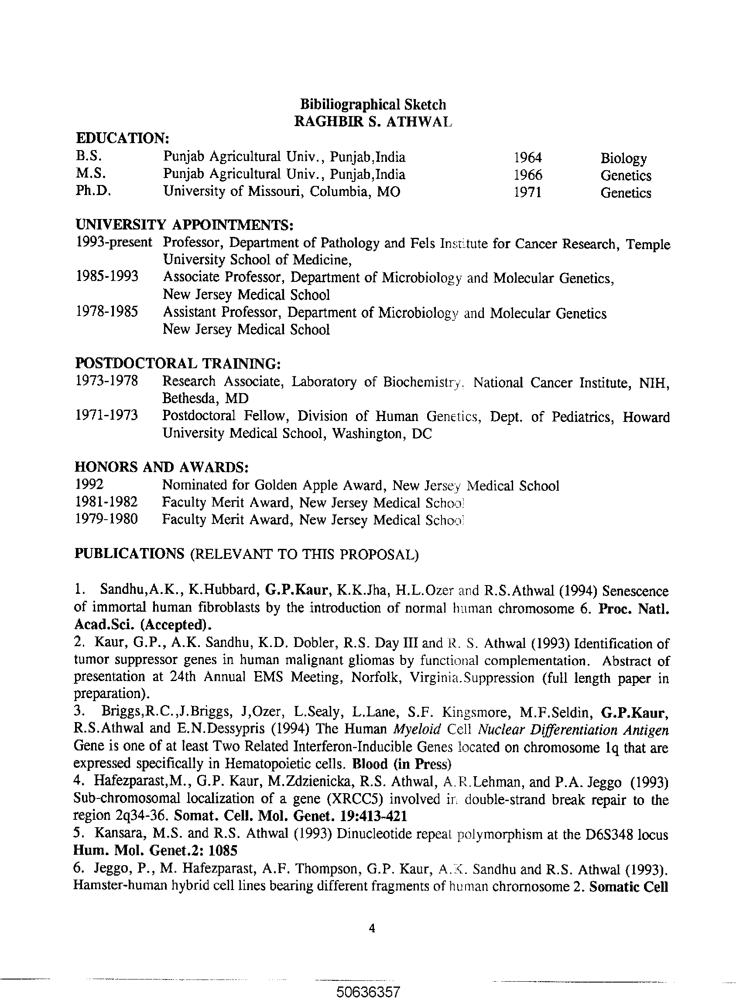 Bibiliographical Sketch
RAGHBIR S. ATHWAL
EDUCATION:
B.S. Punjab Agricultural Univ., Punjab,India 1964 Biology
M.S. Punjab Agricultural Univ., Punjab,India 1966 Genetics
Ph.D. University of Missouri, Columbia, MO 1971 Genetics
UNIVERSITY APPOINTMENTS:
1993-present Professor, Department of Pathology and Fels Institute for Cancer Research, Temple
University School of Medicine,
1985-1993 Associate Professor, Department of Microbiology and Molecular Genetics,
New Jersey Medical School
1978-1985 Assistant Professor, Department of Microbiology and Molecular Genetics
New Jersey Medical School
POSTDOCTORAL TRAINING:
1973-1978 Research Associate, Laboratory of Biochemistry, National Cancer Institute, NIH,
Bethesda, MD
1971-1973 Postdoctoral Fellow, Division of Human Genetics, Dept. of Pediatrics, Howard
University Medical School, Washington, DC
HONORS AND AWARDS:
1992 Nominated for Golden Apple Award, New Jersey Medical School
1981-1982 Faculty Merit Award, New Jersey Medical School
1979-1980 Faculty Merit Award, New Jersey Medical School
PUBLICATIONS (RELEVANT TO THIS PROPOSAL)
1. Sandhu,A.K., K.Hubbard, G.P.Kaur, K.K.Jha, H.L.Ozer and R.S.Athwal (1994) Senescence
of immortal human fibroblasts by the introduction of normal human chromosome 6. Proc. Natl.
Acad.Sci. (Accepted).
2. Kaur, G.P., A.K. Sandhu, K.D. Dobler, R.S. Day III and R. S. Athwal (1993) Identification of
tumor suppressor genes in human malignant gliomas by functional complementation. Abstract of
presentation at 24th Annual EMS Meeting, Norfolk, Virginia.Suppression (full length paper in
preparation).
3. Briggs,R.C.,J.Briggs, J,Ozer, L.Sealy, L.Lane, S.F. Kingsmore, M.F.Seldin, G.P.Kaur,
R.S.Athwal and E.N.Dessypris (1994) The Human Myeloid Cell Nuclear Differentiation Antigen
Gene is one of at least Two Related Interferon-Inducible Genes located on chromosome 1q that are
expressed specifically in Hematopoietic cells. Blood (in Press)
4. Hafezparast,M., G.P. Kaur, M.Zdzienicka, R.S. Athwal, A.R.Lehman, and P.A. Jeggo (1993)
Sub-chromosomal localization of a gene (XRCC5) involved in double-strand break repair to the
region 2q34-36. Somat. Cell. Mol. Genet. 19:413-421
5. Kansara, M.S. and R.S. Athwal (1993) Dinucleotide repeat polymorphism at the D6S348 locus
Hum. Mol. Genet.2: 1085
6. Jeggo, P., M. Hafezparast, A.F. Thompson, G.P. Kaur, A.K. Sandhu and R.S. Athwal (1993).
Hamster-human hybrid cell lines bearing different fragments of human chromosome 2. Somatic Cell
4
50636357